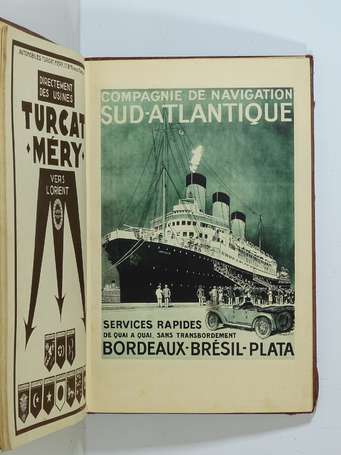 AUTOMOBILES TURCAT, MÉRY
DIRECTEMENT
DES USINES
TURCAT
·MÉRY·
VERS
L'ORIENT
COMPAGNIE DE NAVIGATION
SUD-ATLANTIQUE
SERVICES RAPIDES
DE QUAI A QUAI, SANS TRANSBORDEMENT
BORDEAUX-BRÉSIL-PLATA